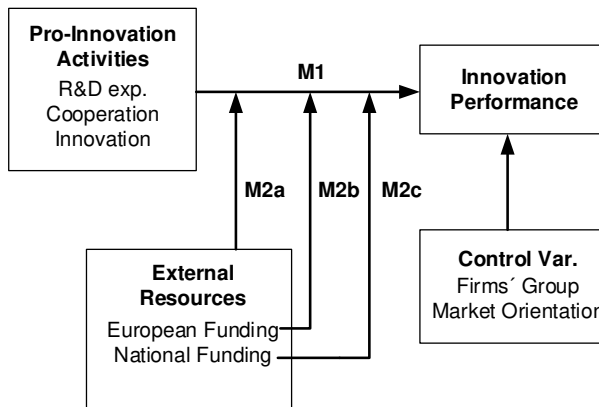 Pro-Innovation
Activities
R&D exp.
Cooperation
Innovation
M1
Innovation
Performance
M2a
M2b
M2c
External
Resources
European Funding
National Funding
Control Var.
Firms´ Group
Market Orientation